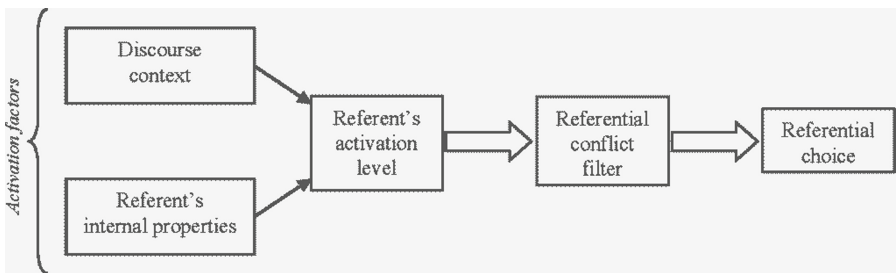 Activation factors
Discourse
context
Referent's
internal properties
Referent's
activation
level
Referential
conflict
filter
Referential
choice